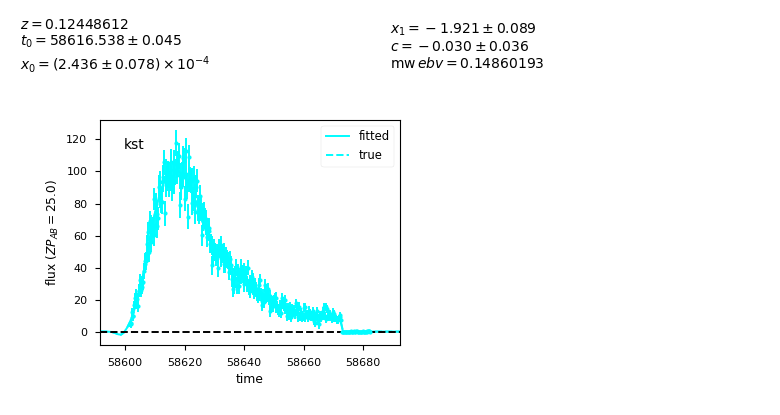 z = 0.12448612
t₀ = 58616.538 ± 0.045
x₀ = (2.436 ± 0.078) × 10⁻⁴
x₁ = −1.921 ± 0.089
c = −0.030 ± 0.036
mw ebv = 0.14860193
kst
fitted
true
flux (ZP_AB = 25.0)
120
100
80
60
40
20
0
58600 58620 58640 58660 58680
time